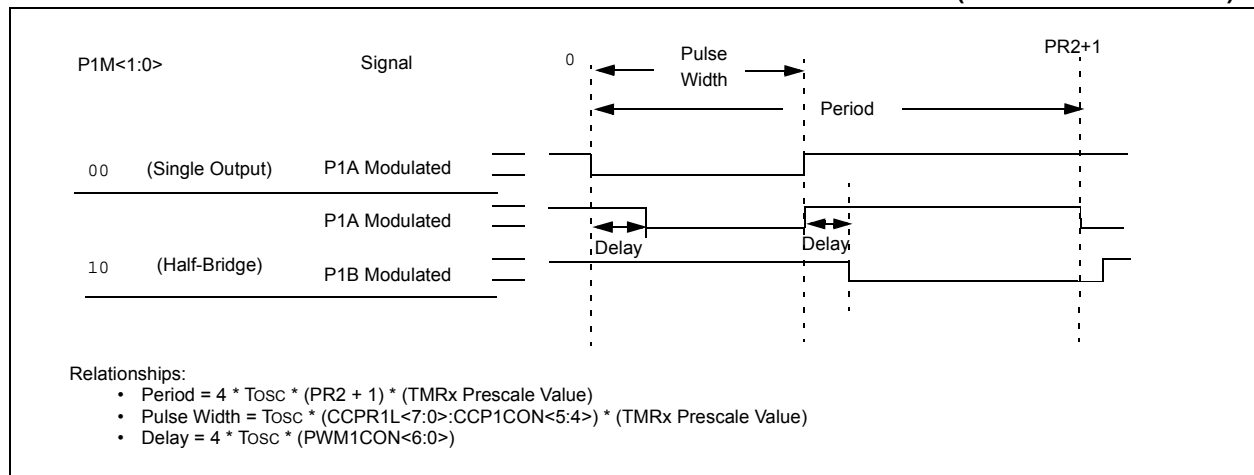 PR2+1
P1M<1:0> Signal 0 Pulse
Width
Period
00 (Single Output) P1A Modulated
P1A Modulated
Delay Delay
10 (Half-Bridge) P1B Modulated
Relationships:
• Period = 4 * TOSC * (PR2 + 1) * (TMRx Prescale Value)
• Pulse Width = TOSC * (CCPR1L<7:0>:CCP1CON<5:4>) * (TMRx Prescale Value)
• Delay = 4 * TOSC * (PWM1CON<6:0>)